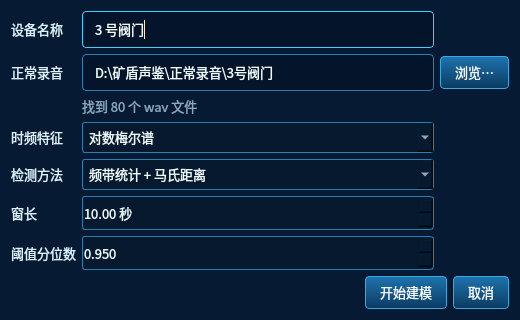 设备名称 3 号阀门
正常录音 D:\矿盾声鉴\正常录音\3号阀门 浏览…
找到 80 个 wav 文件
时频特征 对数梅尔谱
检测方法 频带统计 + 马氏距离
窗长 10.00 秒
阈值分位数 0.950
开始建模 取消